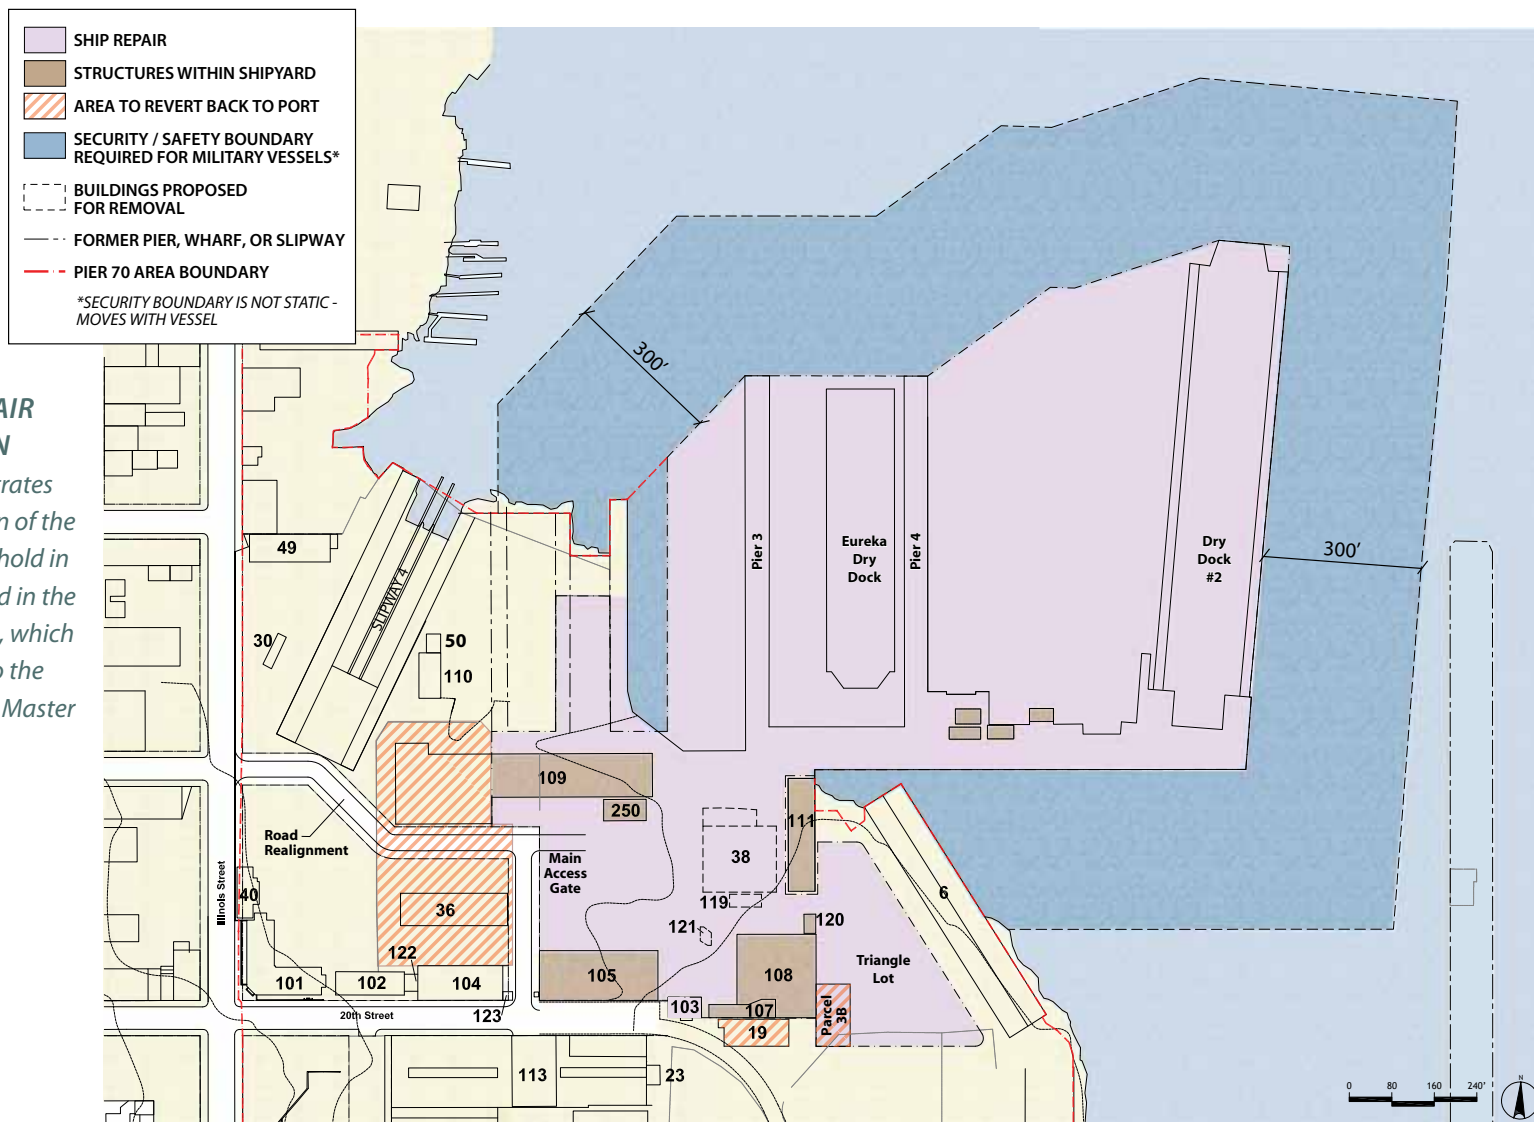 SHIP REPAIR
STRUCTURES WITHIN SHIPYARD
AREA TO REVERT BACK TO PORT
SECURITY / SAFETY BOUNDARY
REQUIRED FOR MILITARY VESSELS*
BUILDINGS PROPOSED
FOR REMOVAL
FORMER PIER, WHARF, OR SLIPWAY
PIER 70 AREA BOUNDARY
*SECURITY BOUNDARY IS NOT STATIC -
MOVES WITH VESSEL
AIR
N
rates
n of the
hold in
d in the
, which
o the
Master
300'
300'
Pier 3
Eureka
Dry
Dock
Pier 4
Dry
Dock
#2
49
SLIPWAY 4
30
50
110
109
250
111
Road
Realignment
Main
Access
Gate
38
119
121
120
6
Illinois Street
40
36
122
101
102
104
105
108
Triangle
Lot
123
103
107
19
Parcel
3B
20th Street
113
23
0 80 160 240'
N